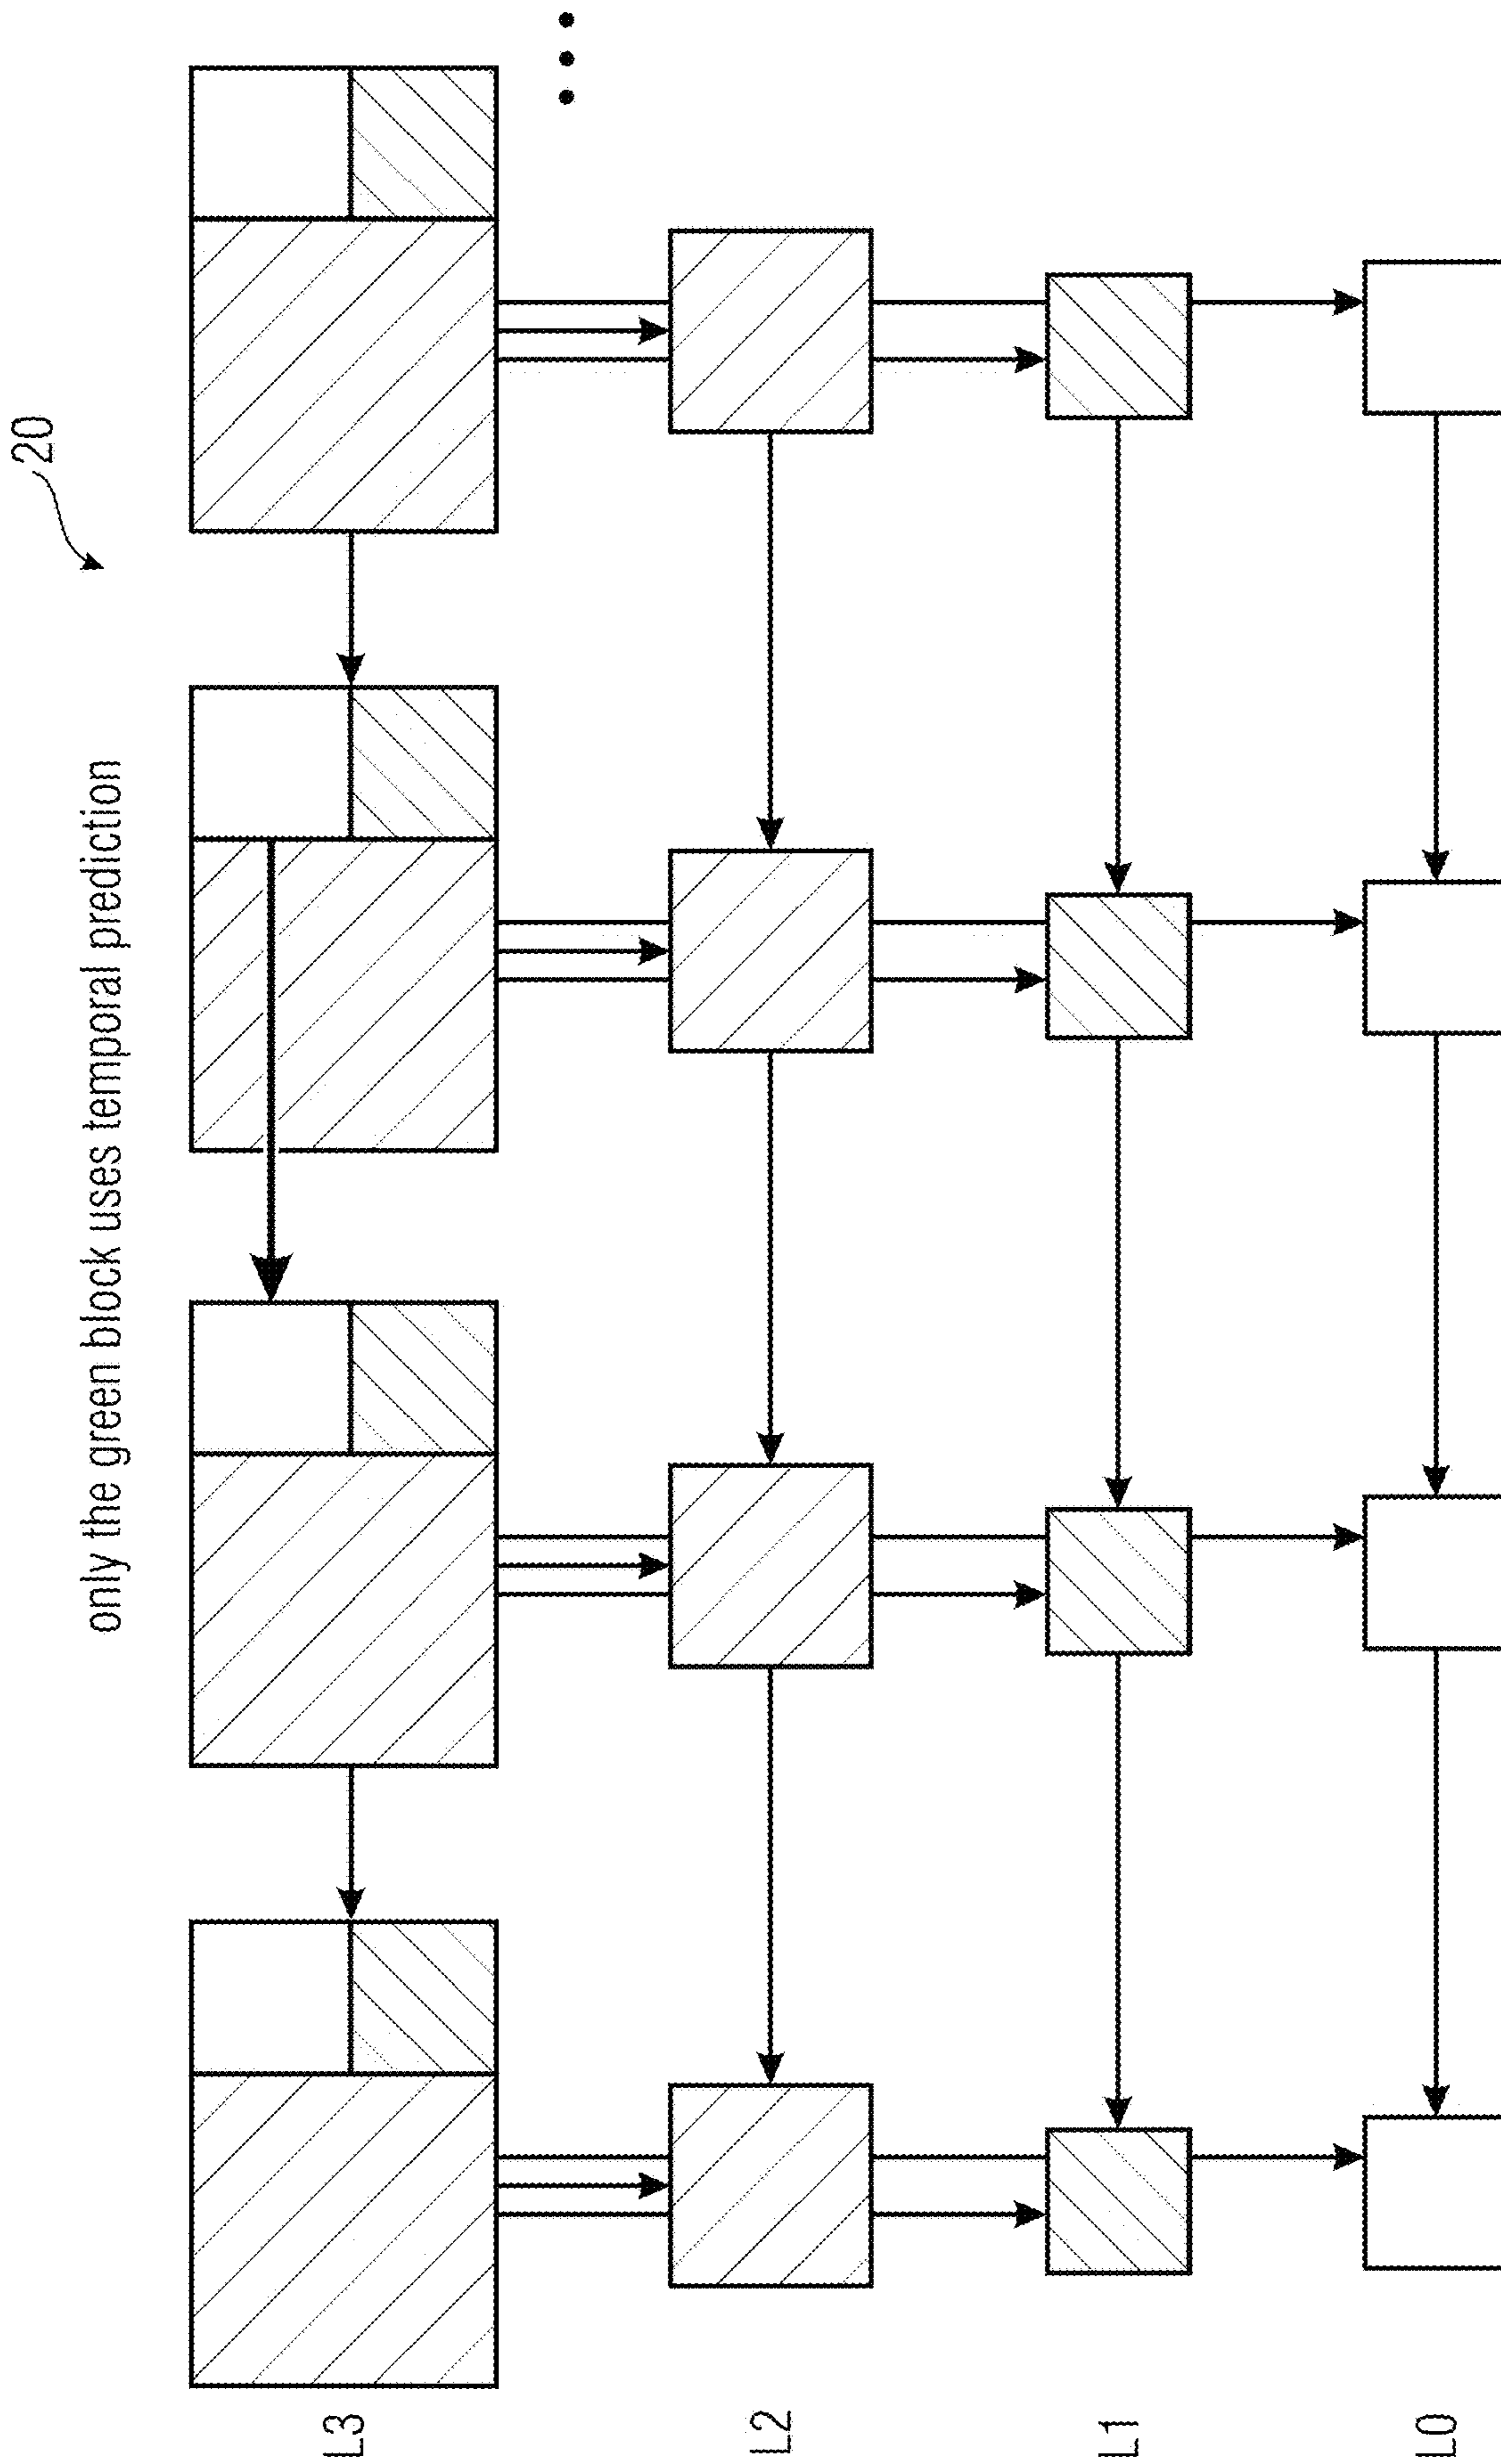 20
only the green block uses temporal prediction
L3
L2
L1
L0